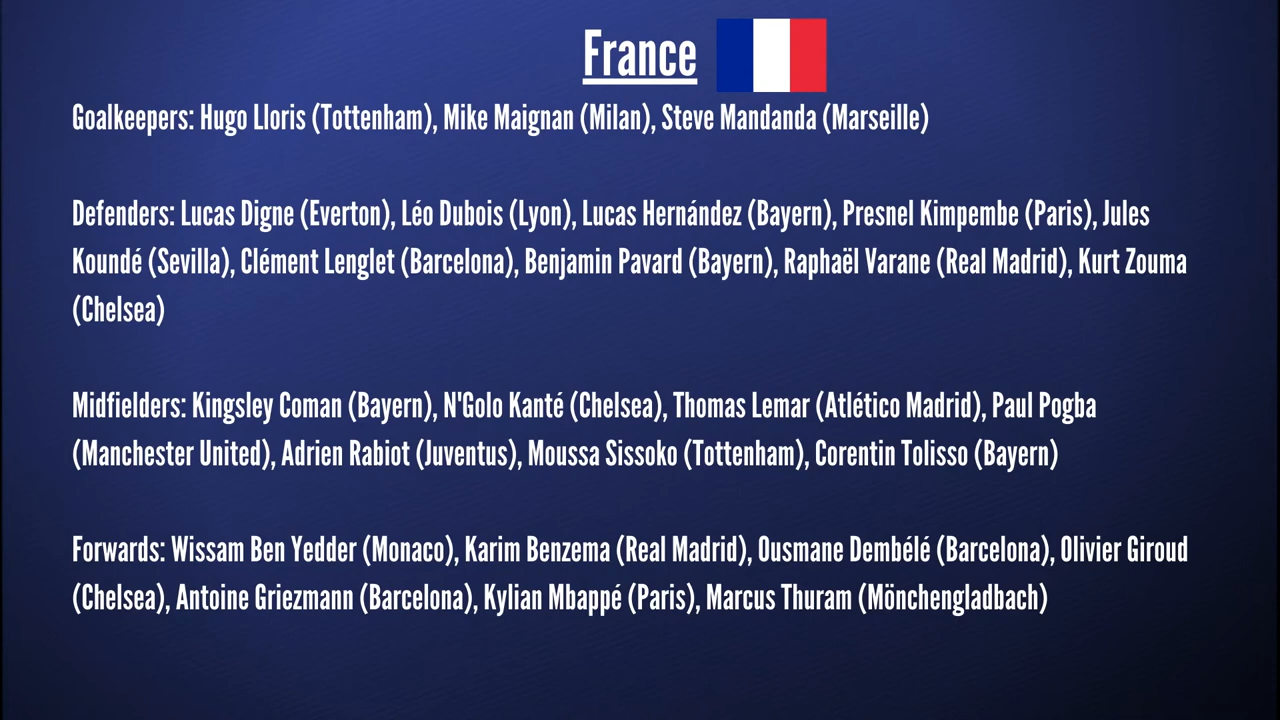 France
Goalkeepers: Hugo Lloris (Tottenham), Mike Maignan (Milan), Steve Mandanda (Marseille)
Defenders: Lucas Digne (Everton), Léo Dubois (Lyon), Lucas Hernández (Bayern), Presnel Kimpembe (Paris), Jules
Koundé (Sevilla), Clément Lenglet (Barcelona), Benjamin Pavard (Bayern), Raphaël Varane (Real Madrid), Kurt Zouma
(Chelsea)
Midfielders: Kingsley Coman (Bayern), N'Golo Kanté (Chelsea), Thomas Lemar (Atlético Madrid), Paul Pogba
(Manchester United), Adrien Rabiot (Juventus), Moussa Sissoko (Tottenham), Corentin Tolisso (Bayern)
Forwards: Wissam Ben Yedder (Monaco), Karim Benzema (Real Madrid), Ousmane Dembélé (Barcelona), Olivier Giroud
(Chelsea), Antoine Griezmann (Barcelona), Kylian Mbappé (Paris), Marcus Thuram (Mönchengladbach)